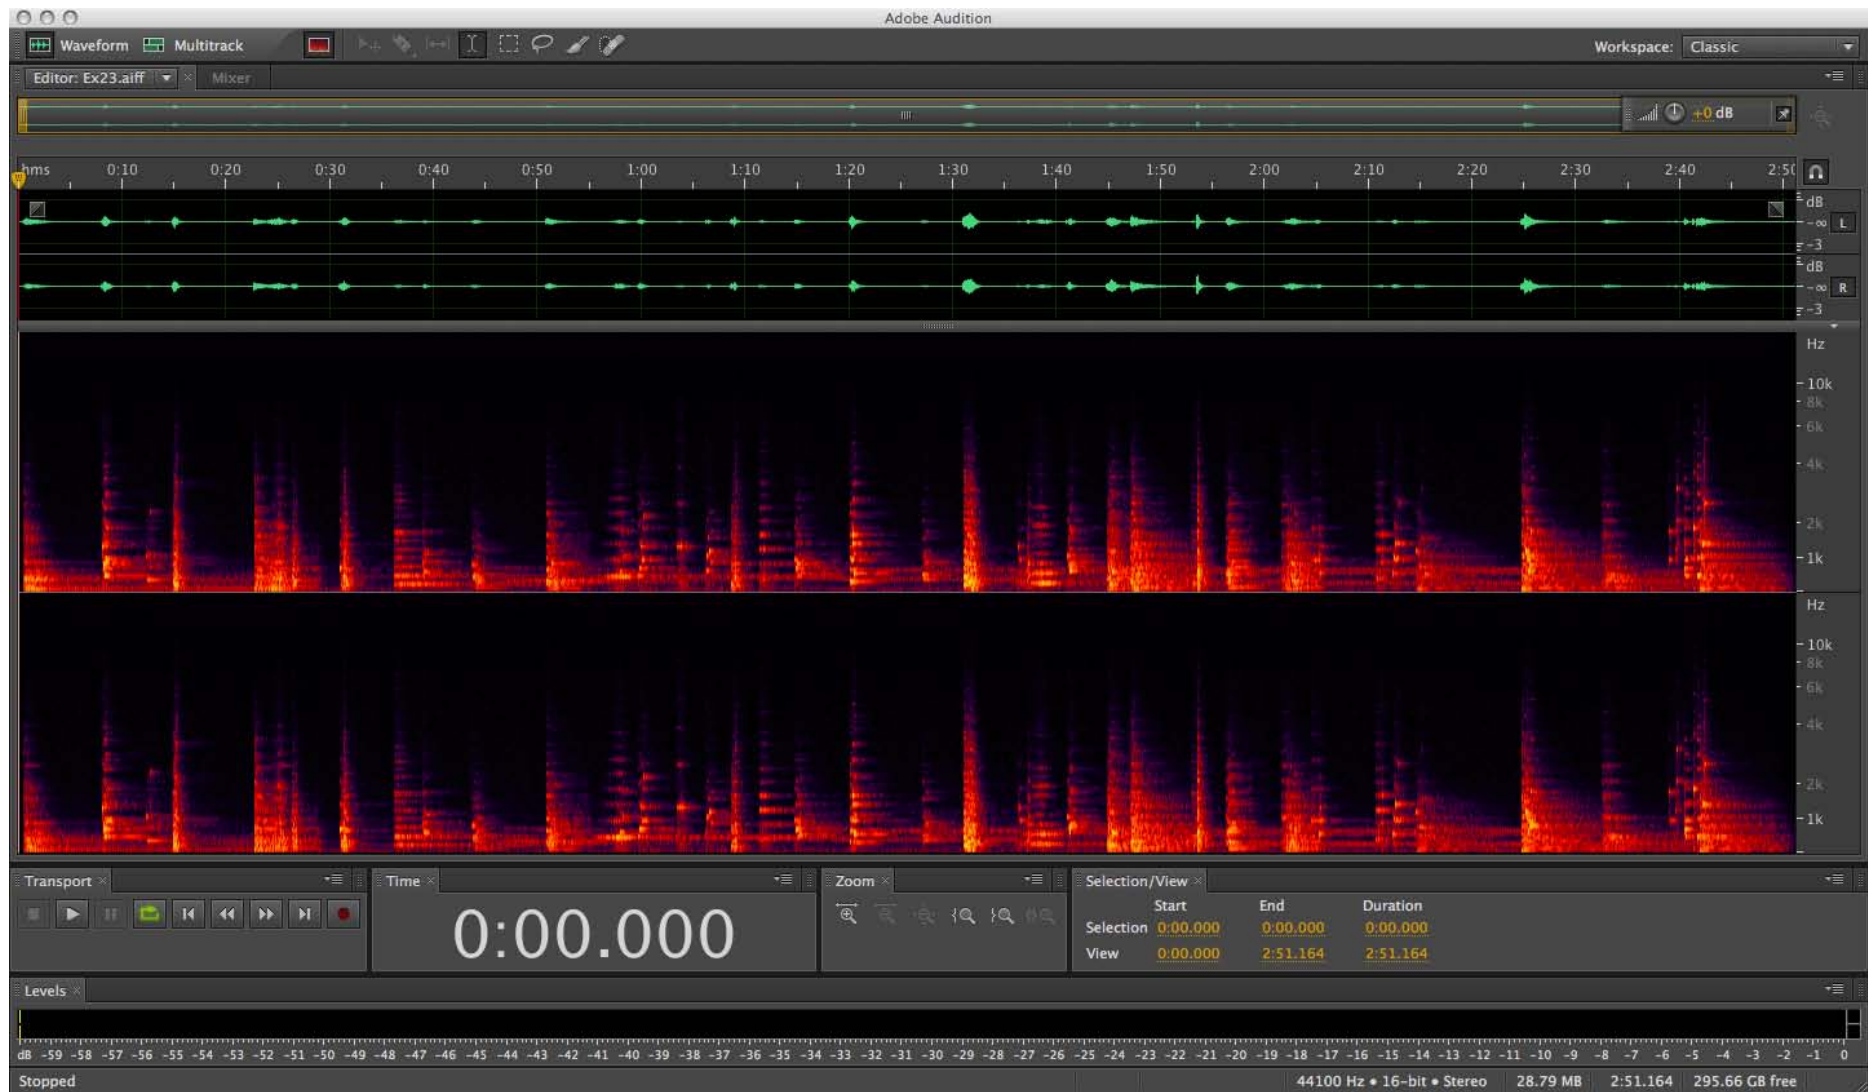 Adobe Audition
Waveform Multitrack Workspace: Classic
Editor: Ex23.aiff Mixer
+0 dB
hms 0:10 0:20 0:30 0:40 0:50 1:00 1:10 1:20 1:30 1:40 1:50 2:00 2:10 2:20 2:30 2:40 2:50
dB
-∞ L
-3
dB
-∞ R
-3
Hz
10k
8k
6k
4k
2k
1k
Hz
10k
8k
6k
4k
2k
1k
Transport Time Zoom Selection/View
Start End Duration
Selection 0:00.000 0:00.000 0:00.000
View 0:00.000 2:51.164 2:51.164
0:00.000
Levels
dB -59 -58 -57 -56 -55 -54 -53 -52 -51 -50 -49 -48 -47 -46 -45 -44 -43 -42 -41 -40 -39 -38 -37 -36 -35 -34 -33 -32 -31 -30 -29 -28 -27 -26 -25 -24 -23 -22 -21 -20 -19 -18 -17 -16 -15 -14 -13 -12 -11 -10 -9 -8 -7 -6 -5 -4 -3 -2 -1 0
Stopped 44100 Hz • 16-bit • Stereo 28.79 MB 2:51.164 295.66 GB free